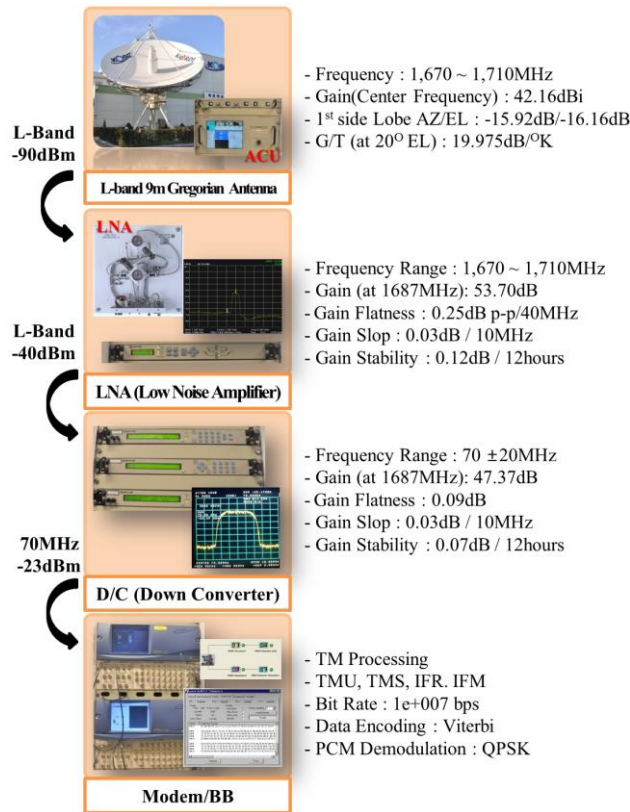 - Frequency : 1,670 ~ 1,710MHz
- Gain(Center Frequency) : 42.16dBi
- 1st side Lobe AZ/EL : -15.92dB/-16.16dB
- G/T (at 20O EL) : 19.975dB/OK
ACU
L-Band
-90dBm
L-band 9m Gregorian Antenna
LNA
- Frequency Range : 1,670 ~ 1,710MHz
- Gain (at 1687MHz): 53.70dB
- Gain Flatness : 0.25dB p-p/40MHz
- Gain Slop : 0.03dB / 10MHz
- Gain Stability : 0.12dB / 12hours
L-Band
-40dBm
LNA (Low Noise Amplifier)
- Frequency Range : 70 ±20MHz
- Gain (at 1687MHz): 47.37dB
- Gain Flatness : 0.09dB
- Gain Slop : 0.03dB / 10MHz
- Gain Stability : 0.07dB / 12hours
70MHz
-23dBm
D/C (Down Converter)
- TM Processing
- TMU, TMS, IFR. IFM
- Bit Rate : 1e+007 bps
- Data Encoding : Viterbi
- PCM Demodulation : QPSK
Modem/BB